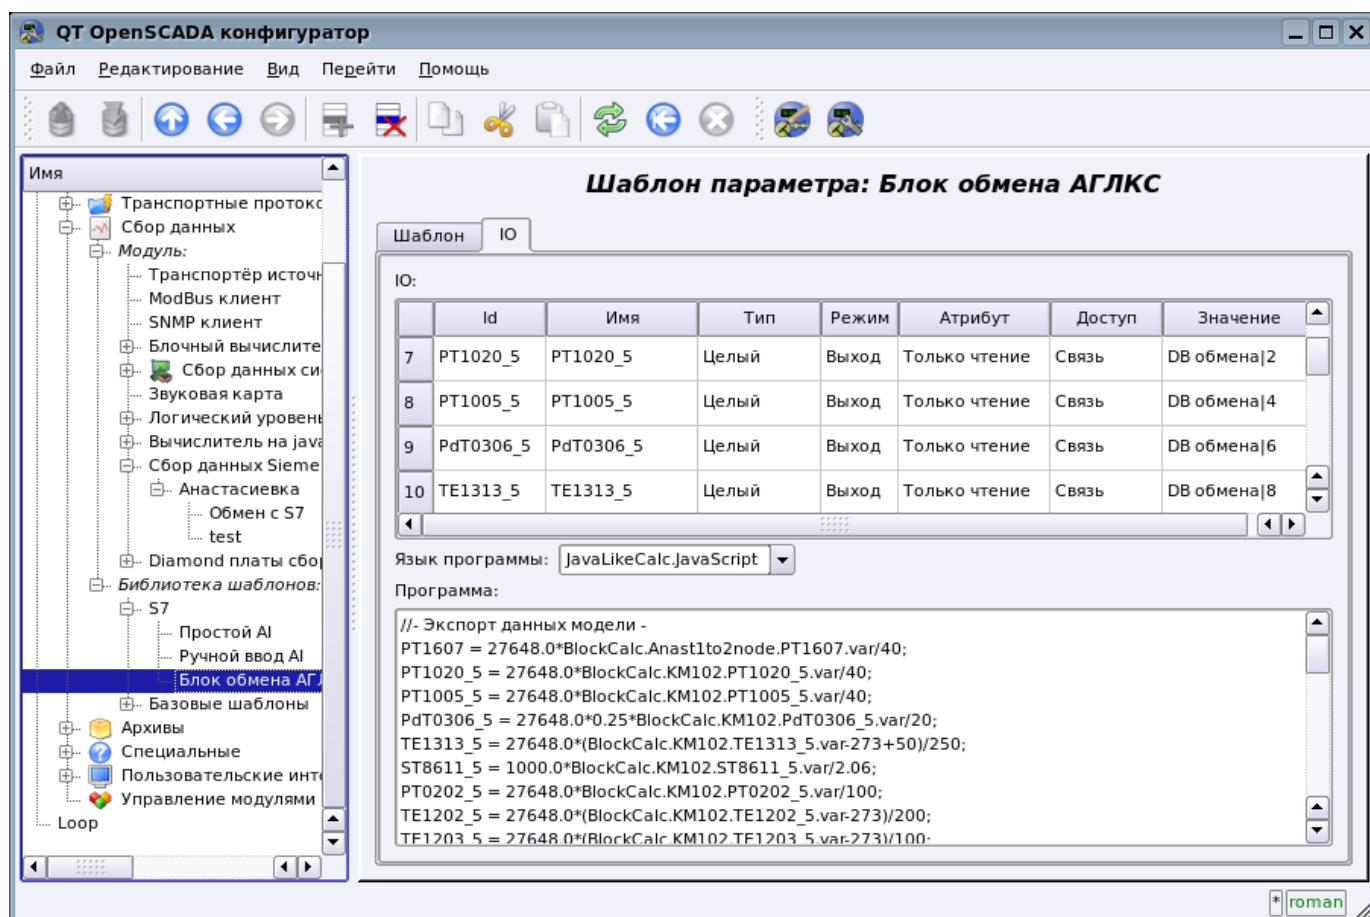 QT OpenSCADA конфигуратор
Файл Редактирование Вид Перейти Помощь
Имя
Транспортные протоко
Сбор данных
Модуль:
Транспортёр источн
ModBus клиент
SNMP клиент
Блочный вычислите
Сбор данных си
Звуковая карта
Логический уровень
Вычислитель на java
Сбор данных Sieme
Анастасиевка
Обмен с S7
test
Diamond платы сбор
Библиотека шаблонов:
S7
Простой AI
Ручной ввод AI
Блок обмена АГЛ
Базовые шаблоны
Архивы
Специальные
Пользовательские инте
Управление модулями
Loop
Шаблон параметра: Блок обмена АГЛКС
Шаблон IO
IO:
Id Имя Тип Режим Атрибут Доступ Значение
7 PT1020_5 PT1020_5 Целый Выход Только чтение Связь DB обмена|2
8 PT1005_5 PT1005_5 Целый Выход Только чтение Связь DB обмена|4
9 PdT0306_5 PdT0306_5 Целый Выход Только чтение Связь DB обмена|6
10 TE1313_5 TE1313_5 Целый Выход Только чтение Связь DB обмена|8
Язык программы: JavaLikeCalc.JavaScript
Программа:
//- Экспорт данных модели -
PT1607 = 27648.0*BlockCalc.Anast1to2node.PT1607.var/40;
PT1020_5 = 27648.0*BlockCalc.KM102.PT1020_5.var/40;
PT1005_5 = 27648.0*BlockCalc.KM102.PT1005_5.var/40;
PdT0306_5 = 27648.0*0.25*BlockCalc.KM102.PdT0306_5.var/20;
TE1313_5 = 27648.0*(BlockCalc.KM102.TE1313_5.var-273+50)/250;
ST8611_5 = 1000.0*BlockCalc.KM102.ST8611_5.var/2.06;
PT0202_5 = 27648.0*BlockCalc.KM102.PT0202_5.var/100;
TE1202_5 = 27648.0*(BlockCalc.KM102.TE1202_5.var-273)/200;
TE1203_5 = 27648.0*(BlockCalc.KM102.TE1203_5.var-273)/100;
* roman